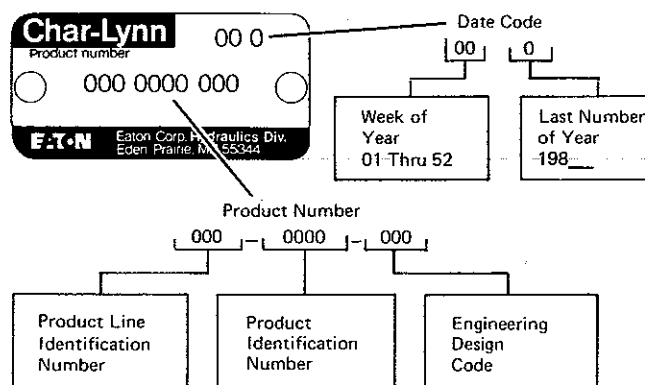 Char-Lynn
00 0
Product number
000 0000 000
EATON
Eaton Corp. Hydraulics Div.
Eden Prairie, MN 55344
Date Code
00 0
Week of
Year
01 Thru 52
Last Number
of Year
198__
Product Number
000 – 0000 – 000
Product Line
Identification
Number
Product
Identification
Number
Engineering
Design
Code